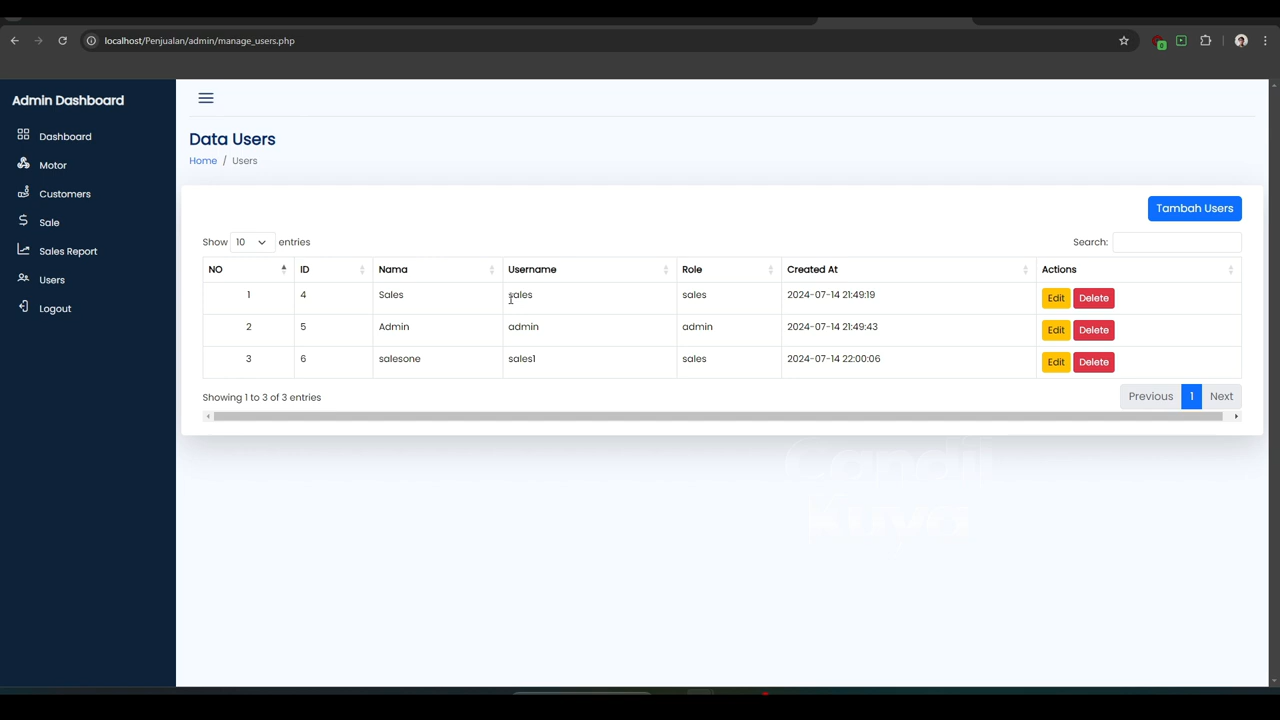 localhost/Penjualan/admin/manage_users.php
0
Admin Dashboard
Dashboard
Motor
Customers
Sale
Sales Report
Users
Logout
Data Users
Home / Users
Tambah Users
Show 10 entries
Search:
NO ID Nama Username Role Created At Actions
1 4 Sales sales sales 2024-07-14 21:49:19 Edit Delete
2 5 Admin admin admin 2024-07-14 21:49:43 Edit Delete
3 6 salesone sales1 sales 2024-07-14 22:00:06 Edit Delete
Showing 1 to 3 of 3 entries
Previous 1 Next